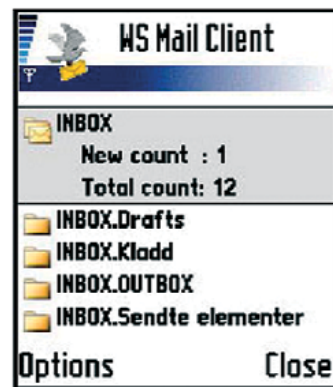 WS Mail Client
INBOX
New count : 1
Total count: 12
INBOX.Drafts
INBOX.Kladd
INBOX.OUTBOX
INBOX.Sendte elementer
Options Close